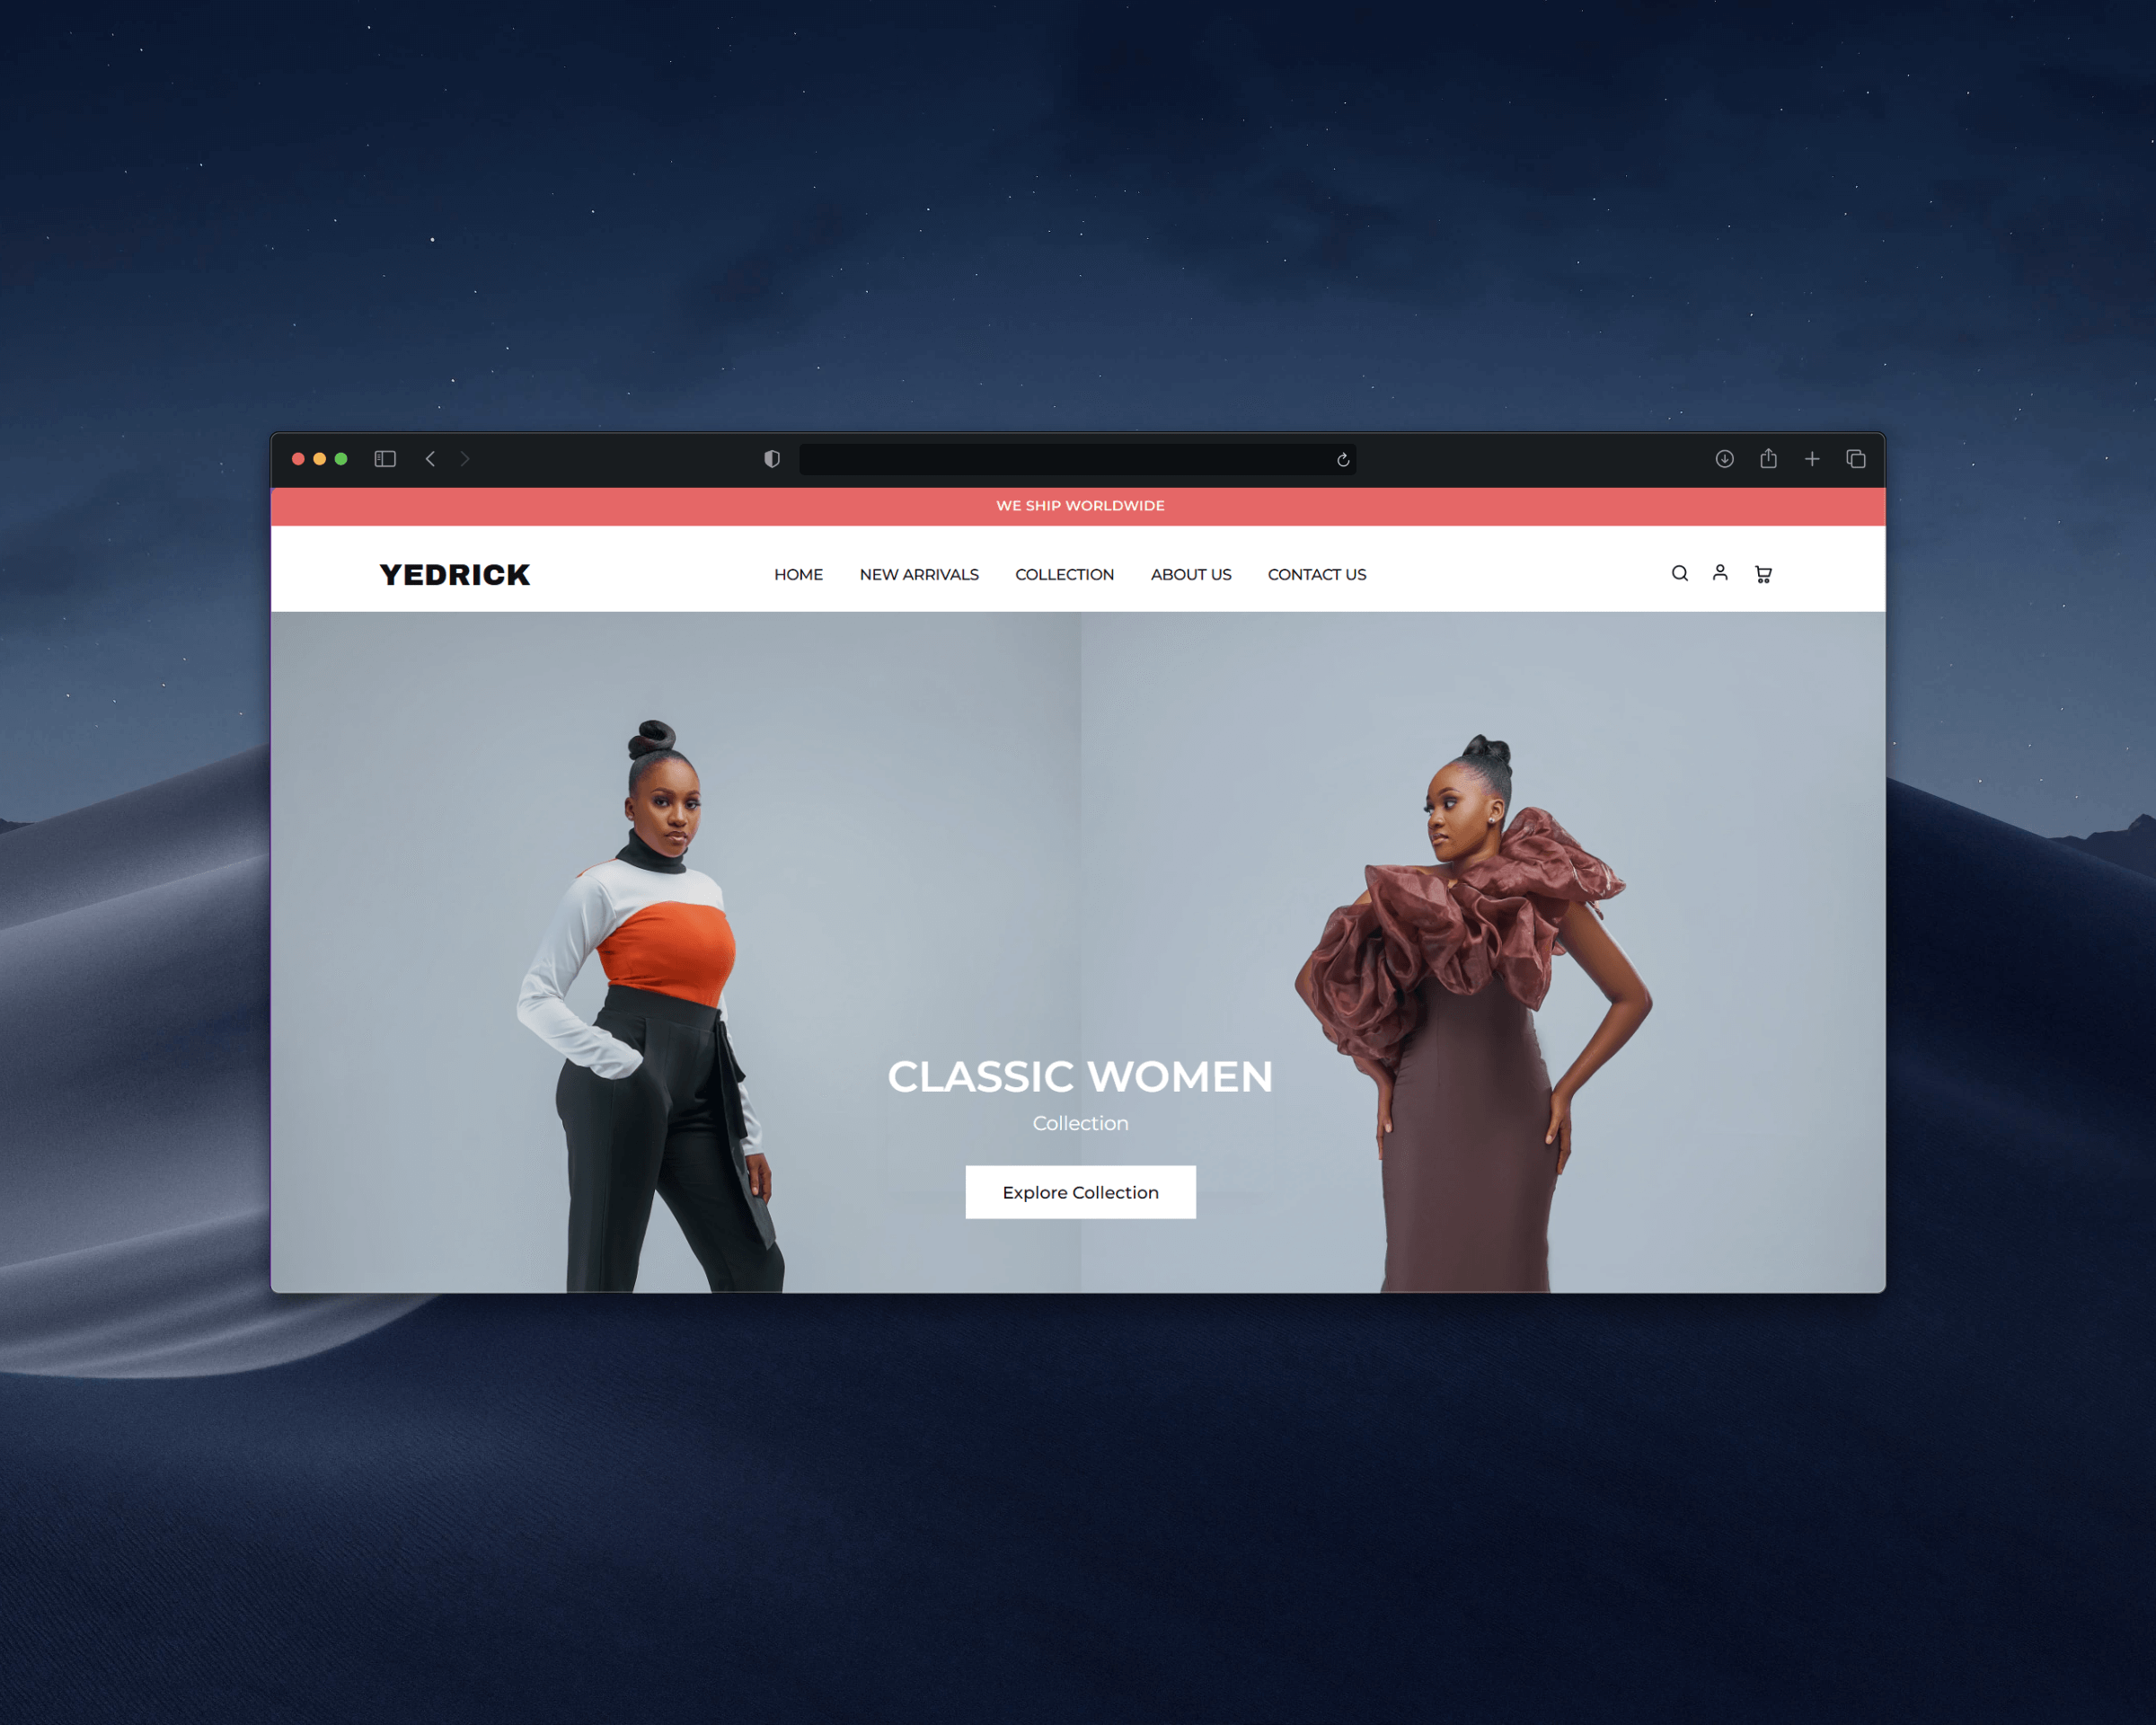 WE SHIP WORLDWIDE
YEDRICK
HOME NEW ARRIVALS COLLECTION ABOUT US CONTACT US
CLASSIC WOMEN
Collection
Explore Collection